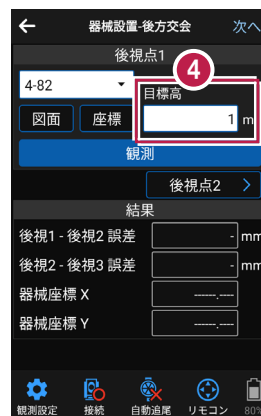 ← 器械設置-後方交会 次へ
後視点1
4
4-82
目標高
図面 座標 1 m
観測
後視点2 >
結果
後視1 - 後視2 誤差 - mm
後視2 - 後視3 誤差 - mm
器械座標 X ------.----
器械座標 Y ------.----
観測設定 接続 自動追尾 リモコン 80%